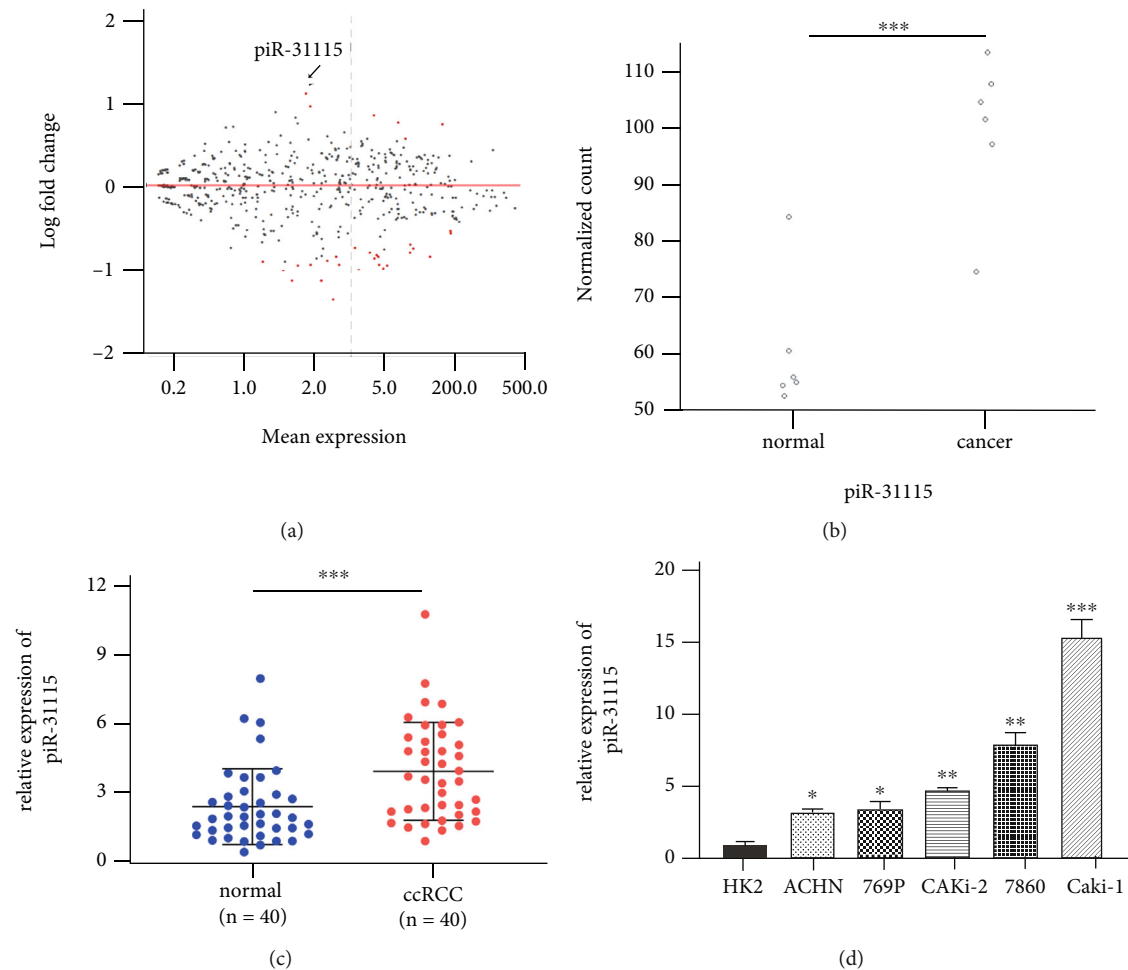 2
1
0
−1
−2
Log fold change
piR-31115
0.2 1.0 2.0 5.0 200.0 500.0
Mean expression
(a)
***
110
100
90
80
70
60
50
Normalized count
normal cancer
piR-31115
(b)
***
12
9
6
3
0
relative expression of
piR-31115
normal
(n = 40)
ccRCC
(n = 40)
(c)
20
15
10
5
0
relative expression of
piR-31115
* * ** ** ***
HK2 ACHN 769P CAKi-2 7860 Caki-1
(d)